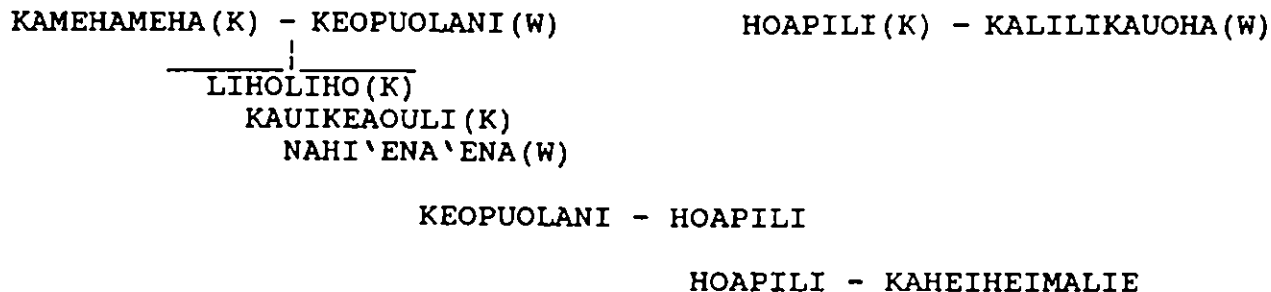 KAMEHAMEHA(K) - KEOPUOLANI(W) HOAPILI(K) - KALILIKAUOHA(W)
LIHOLIHO(K)
KAUIKEAOULI(K)
NAHI`ENA`ENA(W)
KEOPUOLANI - HOAPILI
HOAPILI - KAHEIHEIMALIE